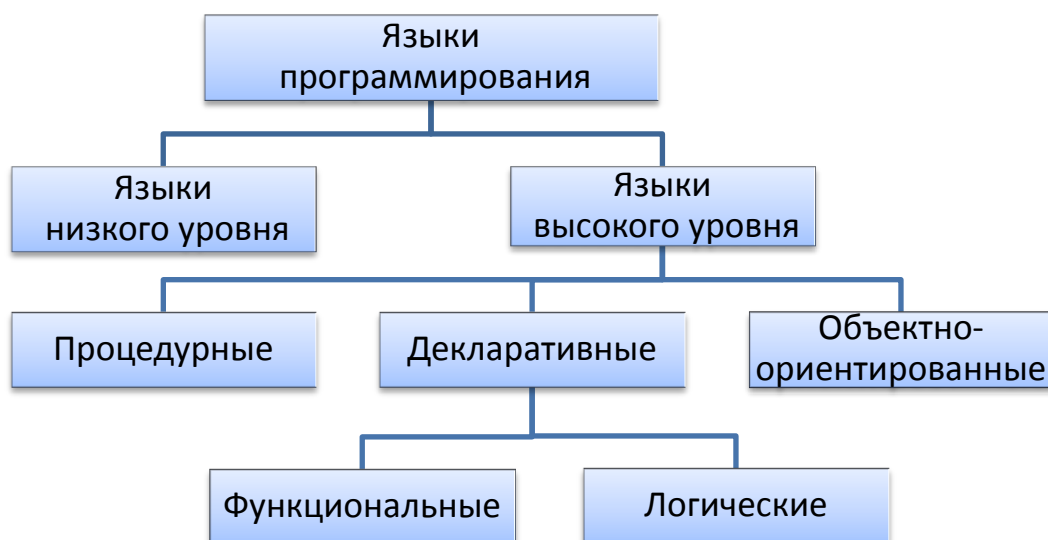 Языки
программирования
Языки
низкого уровня
Языки
высокого уровня
Процедурные
Декларативные
Объектно-
ориентированные
Функциональные
Логические